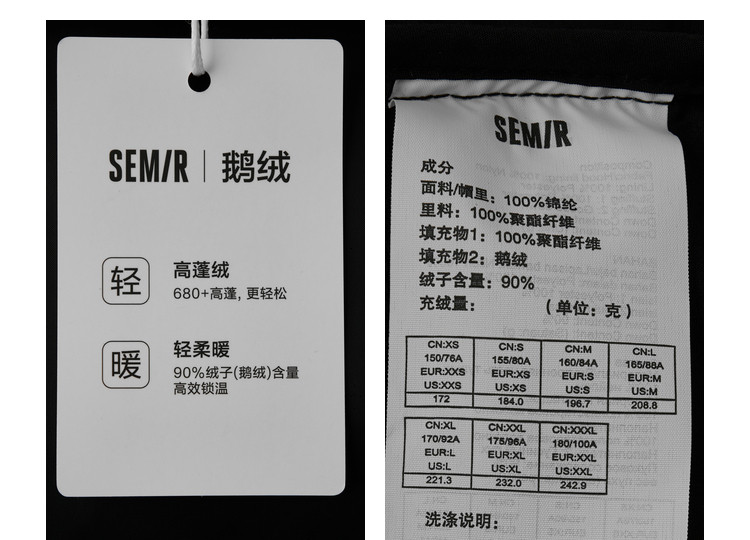 SEMIR | 鹅绒
轻
高蓬绒
680+高蓬, 更轻松
暖
轻柔暖
90%绒子(鹅绒)含量
高效锁温
SEMIR
成分
面料/帽里：100%锦纶
里料：100%聚酯纤维
填充物1：100%聚酯纤维
填充物2：鹅绒
绒子含量：90%
充绒量： (单位：克)
CN:XS CN:S CN:M CN:L
150/76A 155/80A 160/84A 165/88A
EUR:XXS EUR:XS EUR:S EUR:M
US:XXS US:XS US:S US:M
172 184.0 196.7 208.8
CN:XL CN:XXL CN:XXXL
170/92A 175/96A 180/100A
EUR:L EUR:XL EUR:XXL
US:L US:XL US:XXL
221.3 232.0 242.9
洗涤说明：